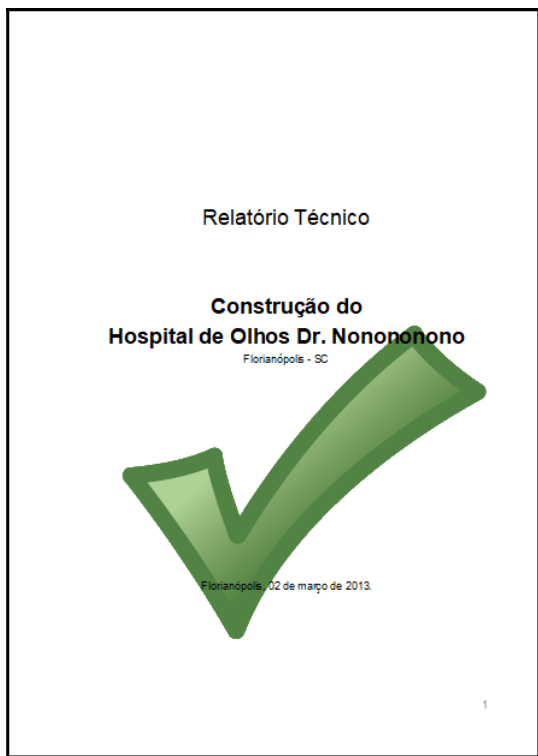 Relatório Técnico
Construção do
Hospital de Olhos Dr. Nonononono
Florianópolis - SC
Florianópolis, 02 de março de 2013.
1